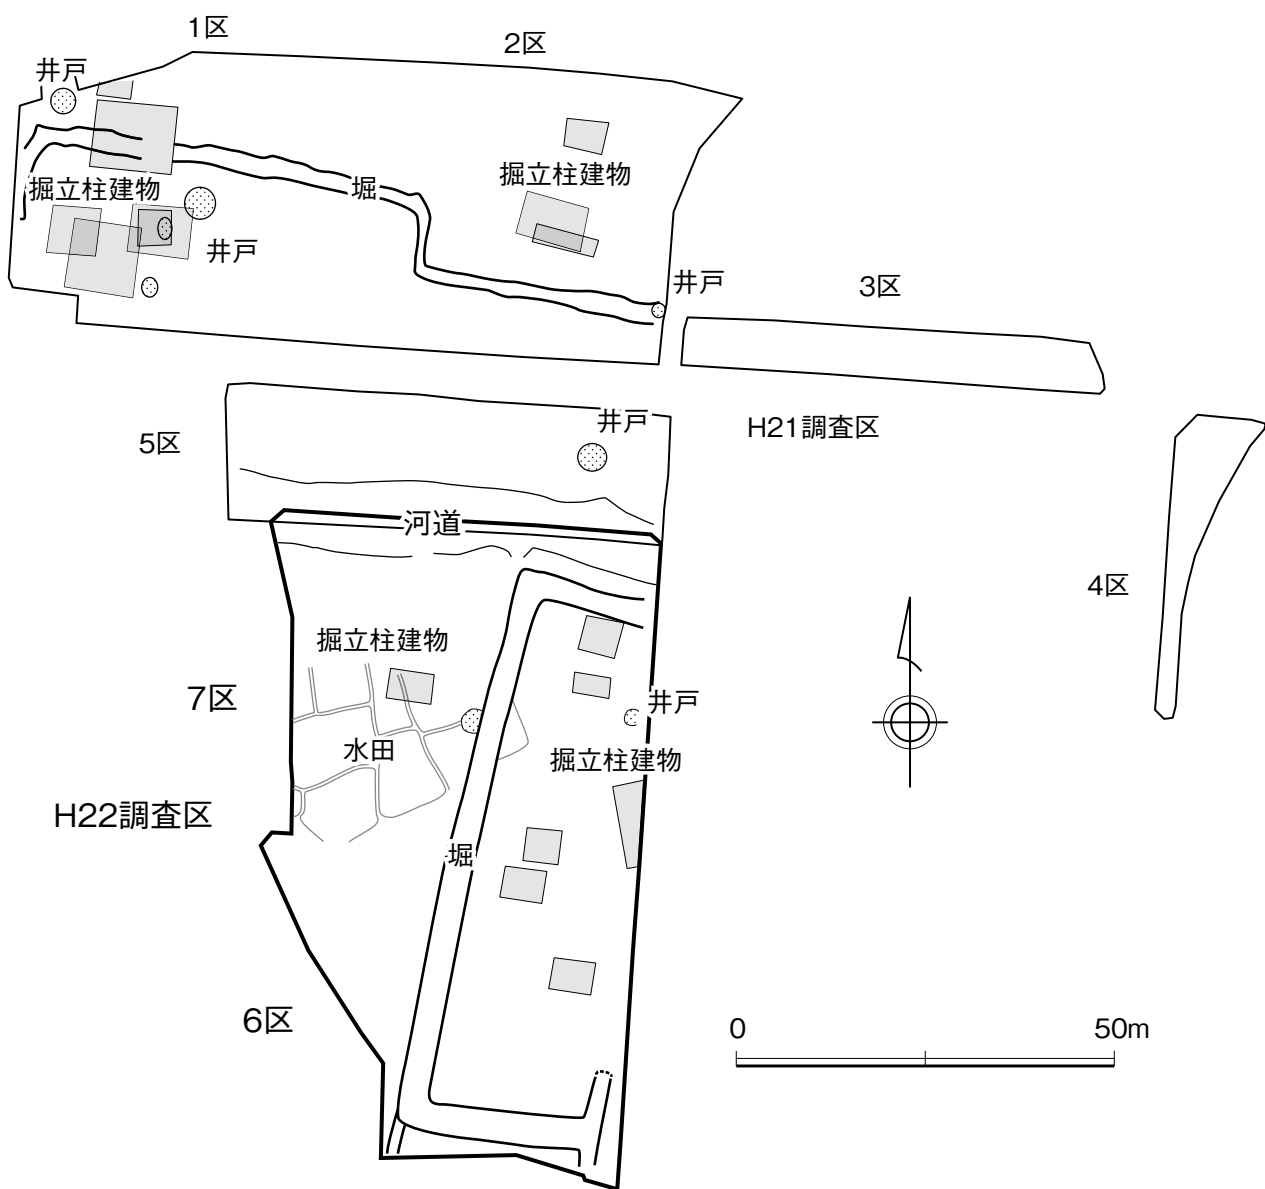 1区
2区
井戸
掘立柱建物
掘立柱建物
堀
井戸
井戸
3区
井戸
H21調査区
5区
河道
4区
掘立柱建物
7区
井戸
水田
掘立柱建物
H22調査区
堀
6区
0 50m